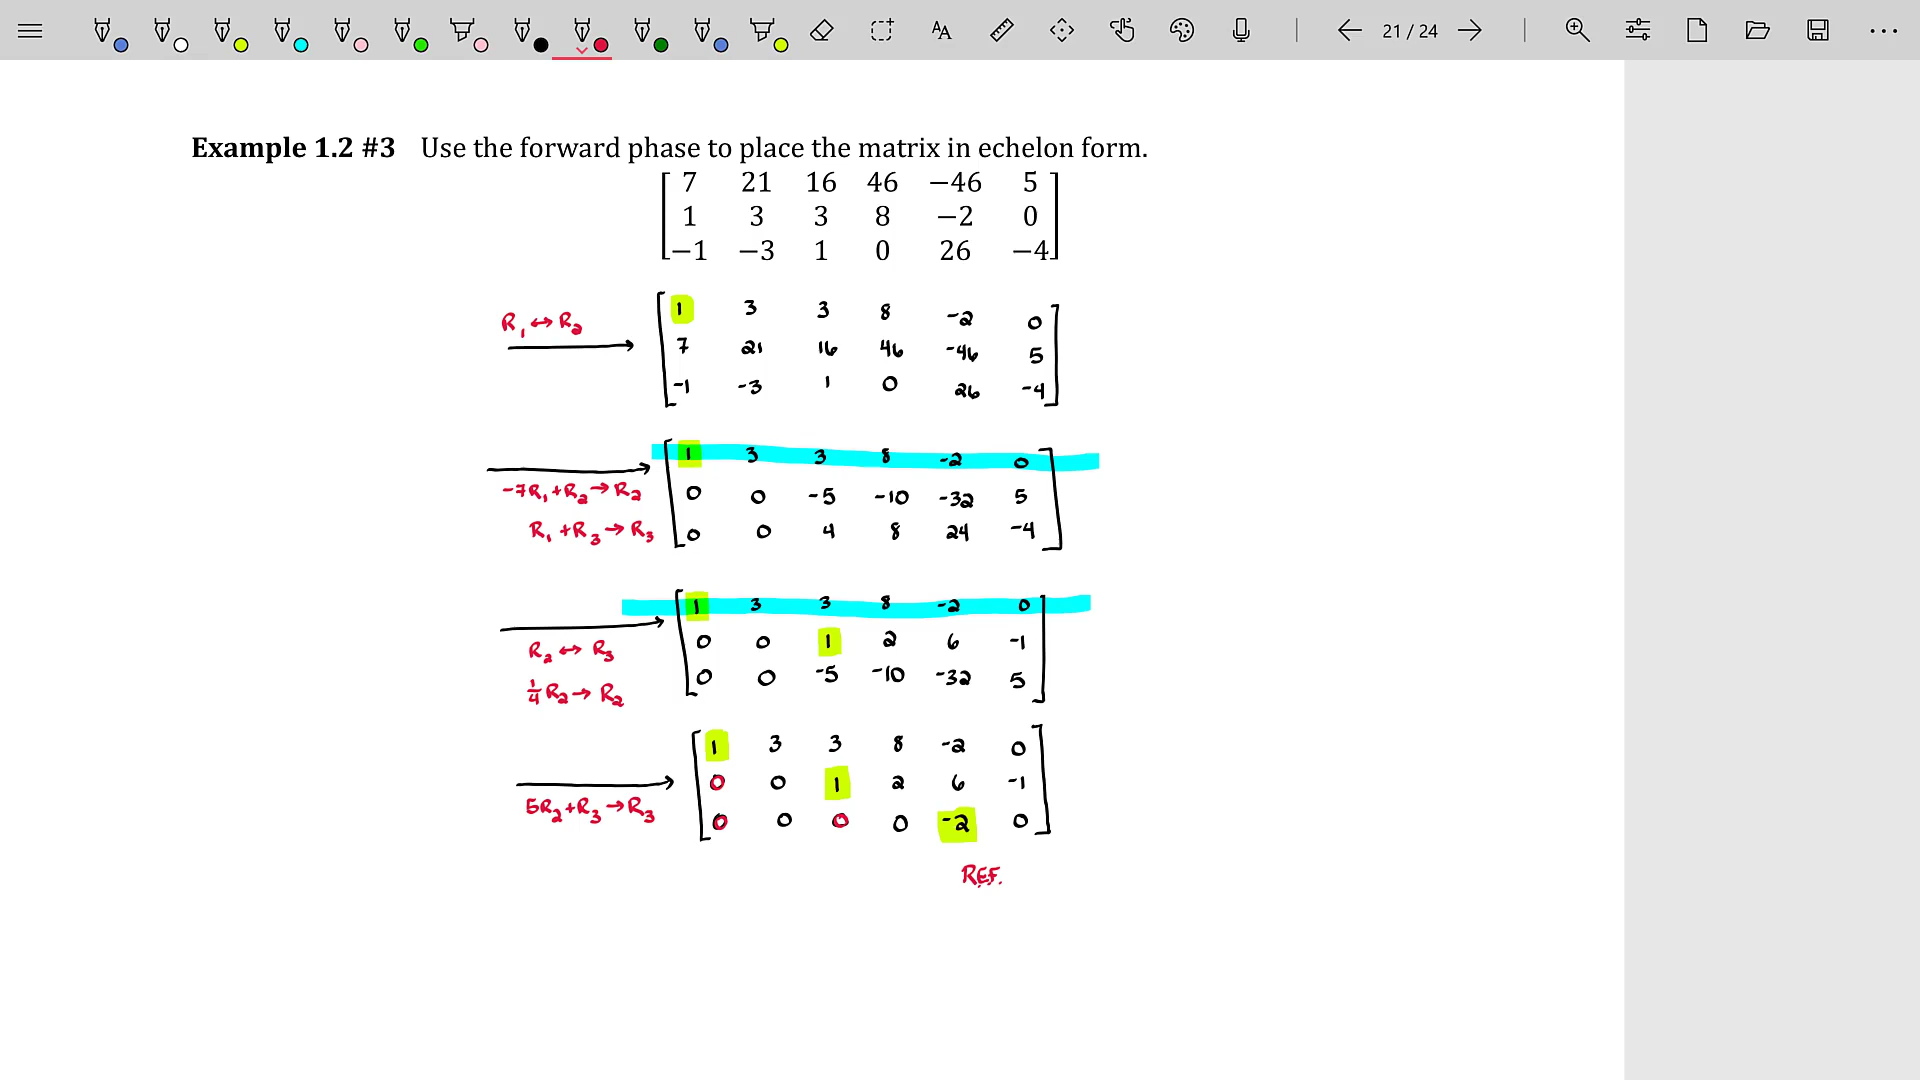 21 / 24
Example 1.2 #3 Use the forward phase to place the matrix in echelon form.
7 21 16 46 −46 5
1 3 3 8 −2 0
−1 −3 1 0 26 −4
R₁ ↔ R₂
1 3 3 8 -2 0
7 21 16 46 -46 5
-1 -3 1 0 26 -4
-7R₁ + R₂ → R₂
R₁ + R₃ → R₃
1 3 3 8 -2 0
0 0 -5 -10 -32 5
0 0 4 8 24 -4
R₂ ↔ R₃
1/4 R₂ → R₂
1 3 3 8 -2 0
0 0 1 2 6 -1
0 0 -5 -10 -32 5
5R₂ + R₃ → R₃
1 3 3 8 -2 0
0 0 1 2 6 -1
0 0 0 0 -2 0
REF.